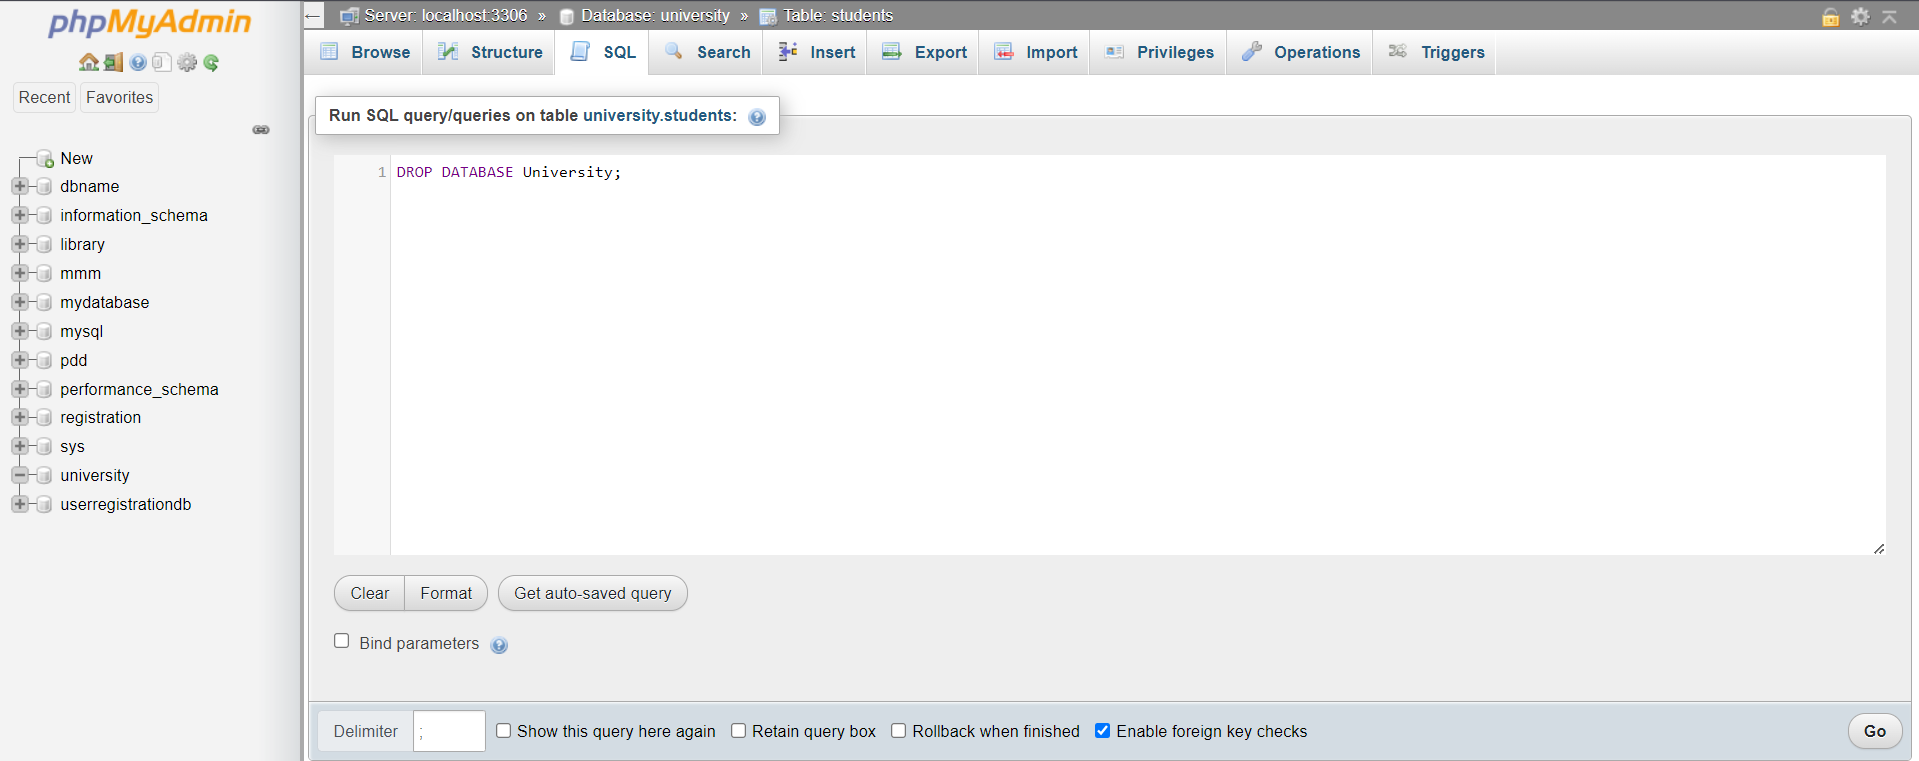 phpMyAdmin
Recent Favorites
New
dbname
information_schema
library
mmm
mydatabase
mysql
pdd
performance_schema
registration
sys
university
userregistrationdb
Server: localhost:3306 » Database: university » Table: students
Browse Structure SQL Search Insert Export Import Privileges Operations Triggers
Run SQL query/queries on table university.students:
1 DROP DATABASE University;
Clear Format Get auto-saved query
Bind parameters
Delimiter ; Show this query here again Retain query box Rollback when finished Enable foreign key checks Go